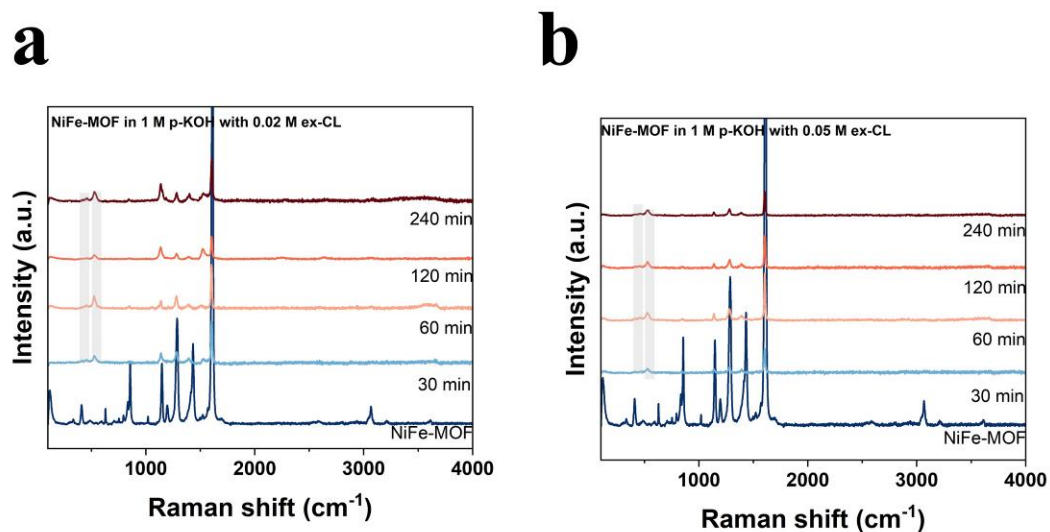 a
NiFe-MOF in 1 M p-KOH with 0.02 M ex-CL
Intensity (a.u.)
240 min
120 min
60 min
30 min
NiFe-MOF
1000 2000 3000 4000
Raman shift (cm⁻¹)
b
NiFe-MOF in 1 M p-KOH with 0.05 M ex-CL
Intensity (a.u.)
240 min
120 min
60 min
30 min
NiFe-MOF
1000 2000 3000 4000
Raman shift (cm⁻¹)